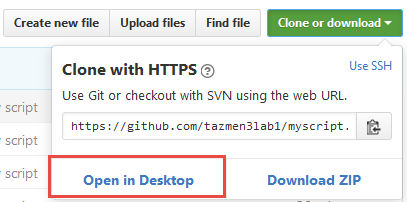 Create new file Upload files Find file Clone or download
Clone with HTTPS ? Use SSH
Use Git or checkout with SVN using the web URL.
script
https://github.com/tazmen3lab1/myscript.
script
Open in Desktop Download ZIP
script